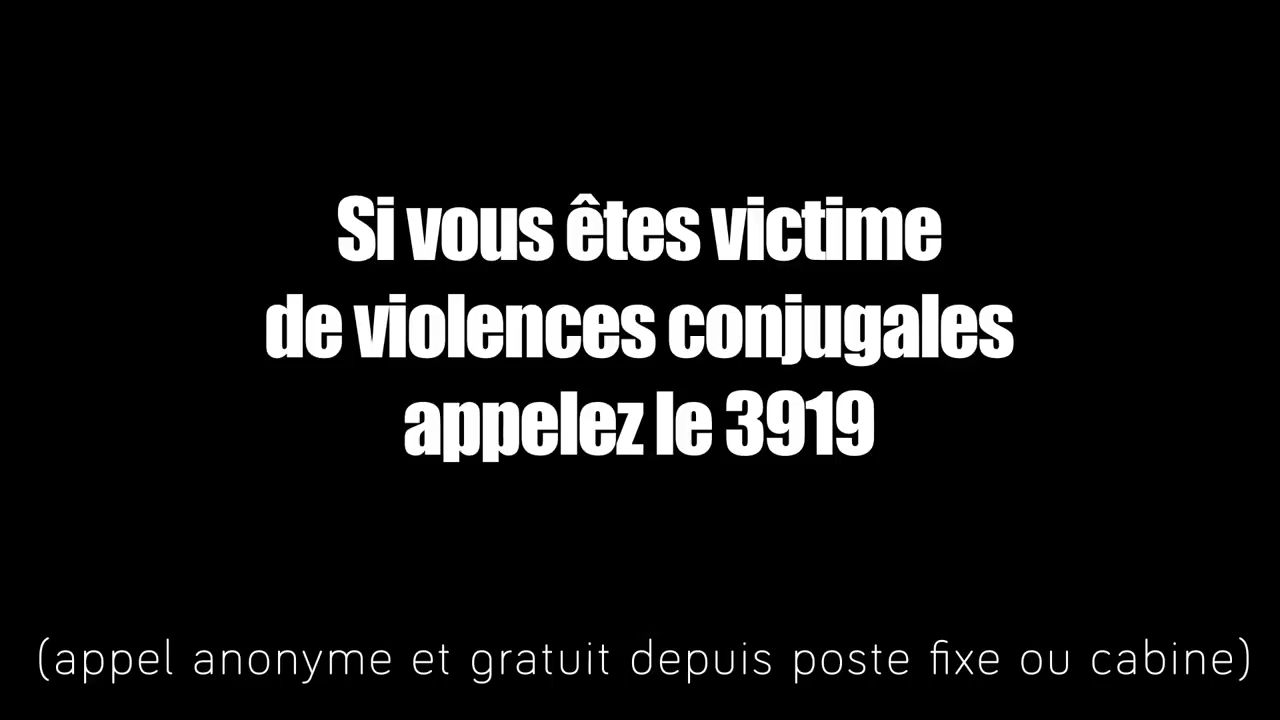 Si vous êtes victime
de violences conjugales
appelez le 3919
(appel anonyme et gratuit depuis poste fixe ou cabine)